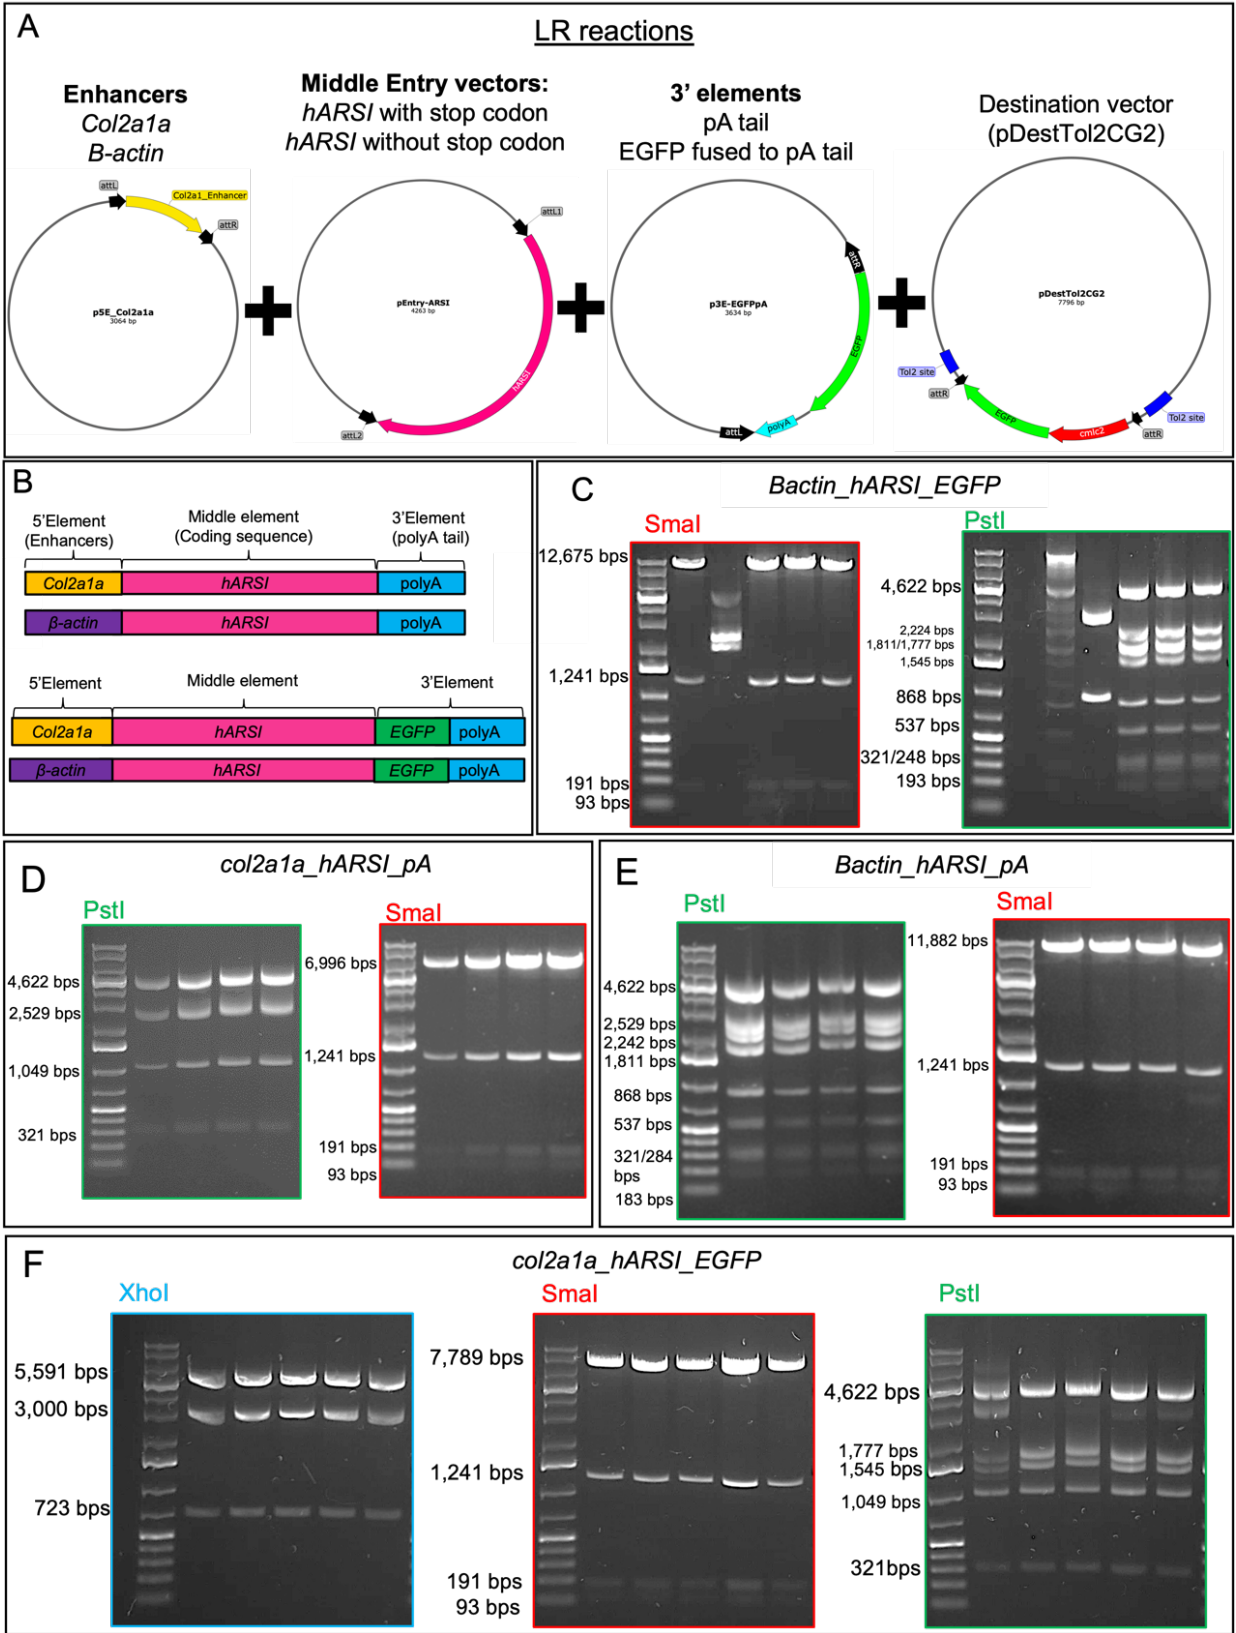 A
LR reactions
Enhancers
Col2a1a
B-actin
Middle Entry vectors:
hARSI with stop codon
hARSI without stop codon
3' elements
pA tail
EGFP fused to pA tail
Destination vector
(pDestTol2CG2)
attL
Col2a1_Enhancer
attR
p5E_Col2a1a
3064 bp
attL1
pEntry-ARSI
4263 bp
hARSI
attL2
attR
p3E-EGFPpA
3634 bp
EGFP
polyA
attL
pDestTol2CG2
7796 bp
Tol2 site
attR
EGFP
cmlc2
attR
Tol2 site
B
5'Element
(Enhancers)
Middle element
(Coding sequence)
3'Element
(polyA tail)
Col2a1a hARSI polyA
β-actin hARSI polyA
5'Element Middle element 3'Element
Col2a1a hARSI EGFP polyA
β-actin hARSI EGFP polyA
C
Bactin_hARSI_EGFP
SmaI
12,675 bps
1,241 bps
191 bps
93 bps
PstI
4,622 bps
2,224 bps
1,811/1,777 bps
1,545 bps
868 bps
537 bps
321/248 bps
193 bps
D
col2a1a_hARSI_pA
PstI
4,622 bps
2,529 bps
1,049 bps
321 bps
SmaI
6,996 bps
1,241 bps
191 bps
93 bps
E
Bactin_hARSI_pA
PstI
4,622 bps
2,529 bps
2,242 bps
1,811 bps
868 bps
537 bps
321/284
bps
183 bps
SmaI
11,882 bps
1,241 bps
191 bps
93 bps
F
col2a1a_hARSI_EGFP
XhoI
5,591 bps
3,000 bps
723 bps
SmaI
7,789 bps
1,241 bps
191 bps
93 bps
PstI
4,622 bps
1,777 bps
1,545 bps
1,049 bps
321bps